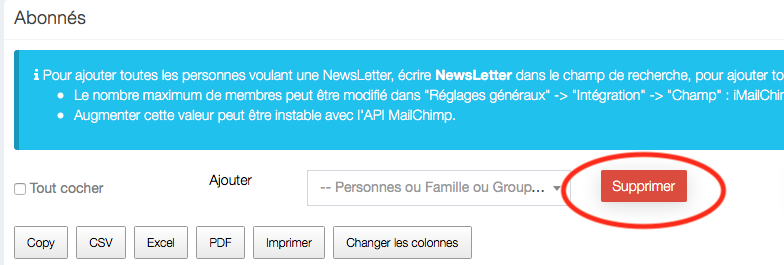 Abonnés
i Pour ajouter toutes les personnes voulant une NewsLetter, écrire NewsLetter dans le champ de recherche, pour ajouter to
• Le nombre maximum de membres peut être modifié dans "Réglages généraux" -> "Intégration" -> "Champ" : iMailChim
• Augmenter cette valeur peut être instable avec l'API MailChimp.
Tout cocher Ajouter -- Personnes ou Famille ou Group... Supprimer
Copy CSV Excel PDF Imprimer Changer les colonnes